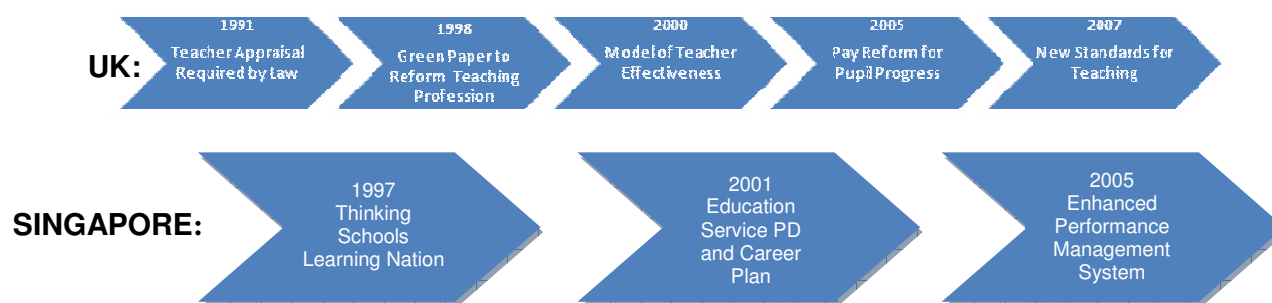 UK:
1991
Teacher Appraisal
Required by Law
1998
Green Paper to
Reform Teaching
Profession
2000
Model of Teacher
Effectiveness
2005
Pay Reform for
Pupil Progress
2007
New Standards for
Teaching
SINGAPORE:
1997
Thinking
Schools
Learning Nation
2001
Education
Service PD
and Career
Plan
2005
Enhanced
Performance
Management
System